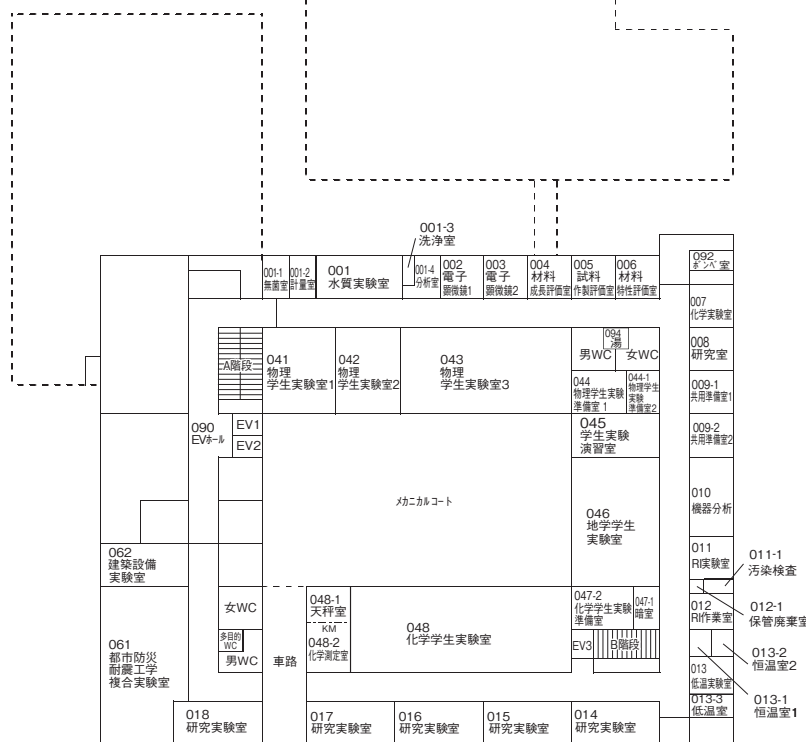 001-3
洗浄室
001-1
無菌室
001-2
計量室
001
水質実験室
001-4
分析室
002
電子
顕微鏡1
003
電子
顕微鏡2
004
材料
成長評価室
005
試料
作製評価室
006
材料
特性評価室
092
ボンベ室
007
化学実験室
008
研究室
009-1
共用準備室1
009-2
共用準備室2
010
機器分析
011
RI実験室
011-1
汚染検査
012
RI作業室
012-1
保管廃棄室
013-2
恒温室2
013
低温実験室
013-1
恒温室1
013-3
低温室
A階段
041
物理
学生実験室1
042
物理
学生実験室2
043
物理
学生実験室3
094
湯
男WC
女WC
044
物理学生実験
準備室 1
044-1
物理学生
実験
準備室2
045
学生実験
演習室
090
EVホール
EV1
EV2
メカニカルコート
046
地学学生
実験室
062
建築設備
実験室
061
都市防災
耐震工学
複合実験室
女WC
多目的
WC
男WC
車路
048-1
天秤室
KM
048-2
化学測定室
048
化学学生実験室
047-2
化学学生実験
準備室
047-1
暗室
EV3
B階段
018
研究実験室
017
研究実験室
016
研究実験室
015
研究実験室
014
研究実験室